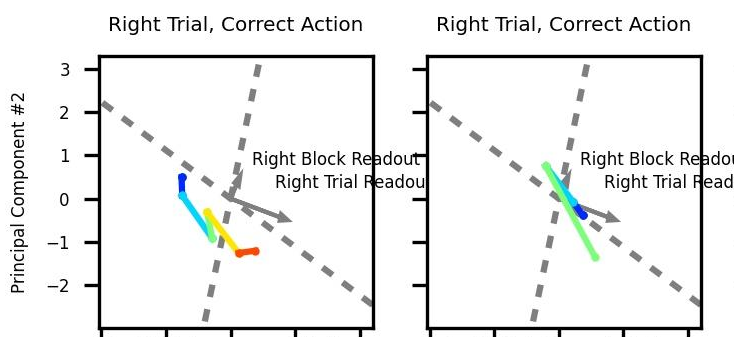 Right Trial, Correct Action
Right Trial, Correct Action
Principal Component #2
3
2
1
0
−1
−2
Right Block Readout
Right Trial Readou
Right Block Readou
Right Trial Read